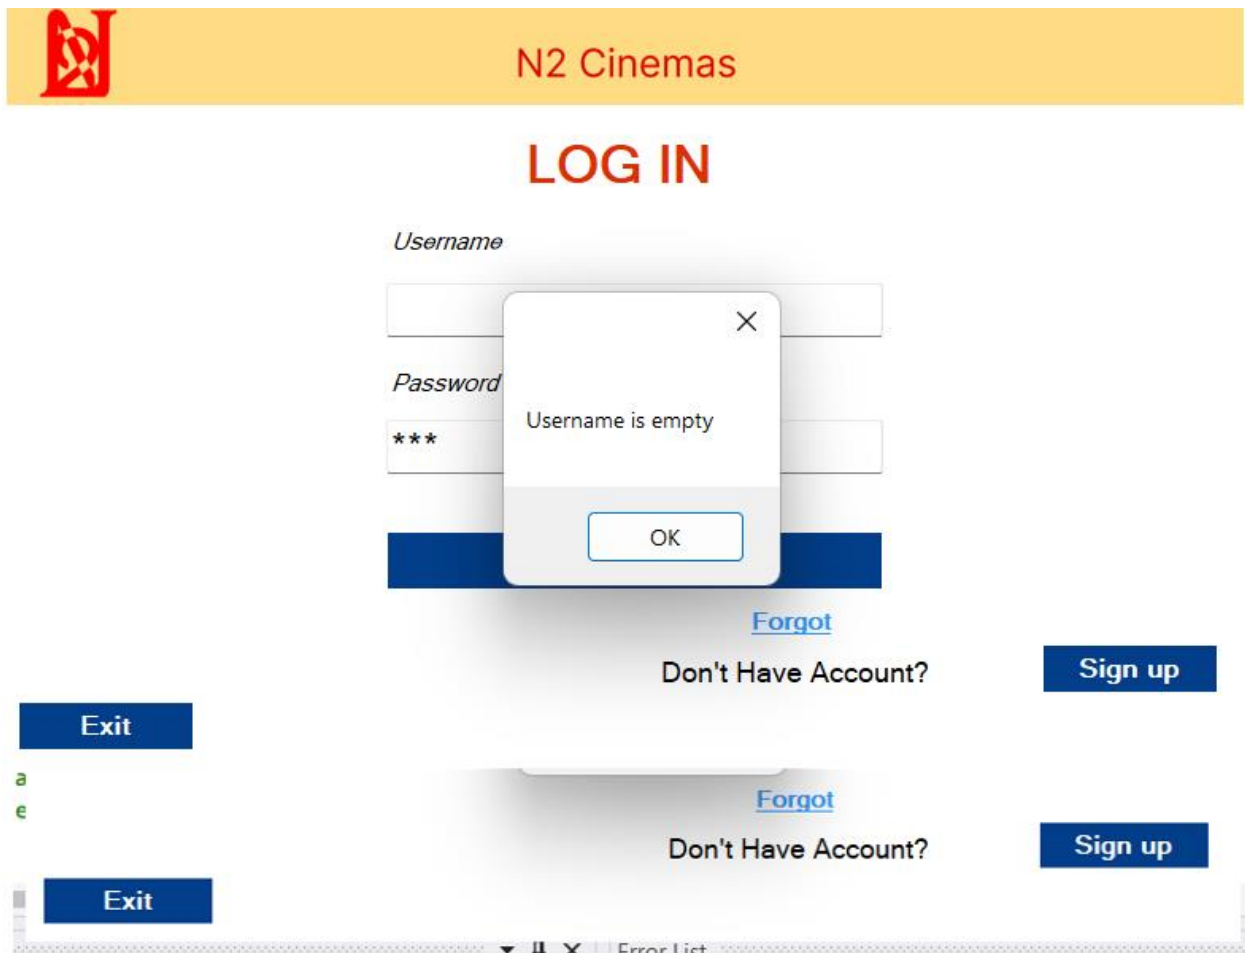 N2 Cinemas
LOG IN
Username
Password
***
Username is empty
OK
Forgot
Don't Have Account?
Sign up
Exit
a
e
Forgot
Don't Have Account?
Sign up
Exit
Error List